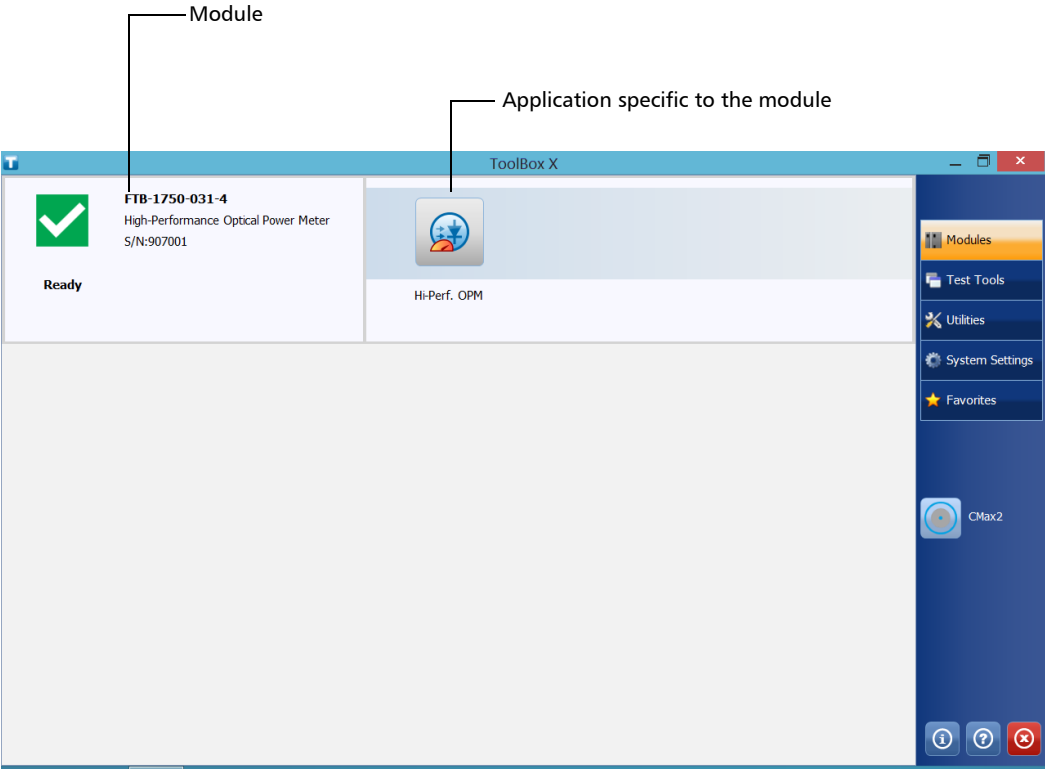 Module
Application specific to the module
T
ToolBox X
FTB-1750-031-4
High-Performance Optical Power Meter
S/N:907001
Ready
Hi-Perf. OPM
Modules
Test Tools
Utilities
System Settings
Favorites
CMax2